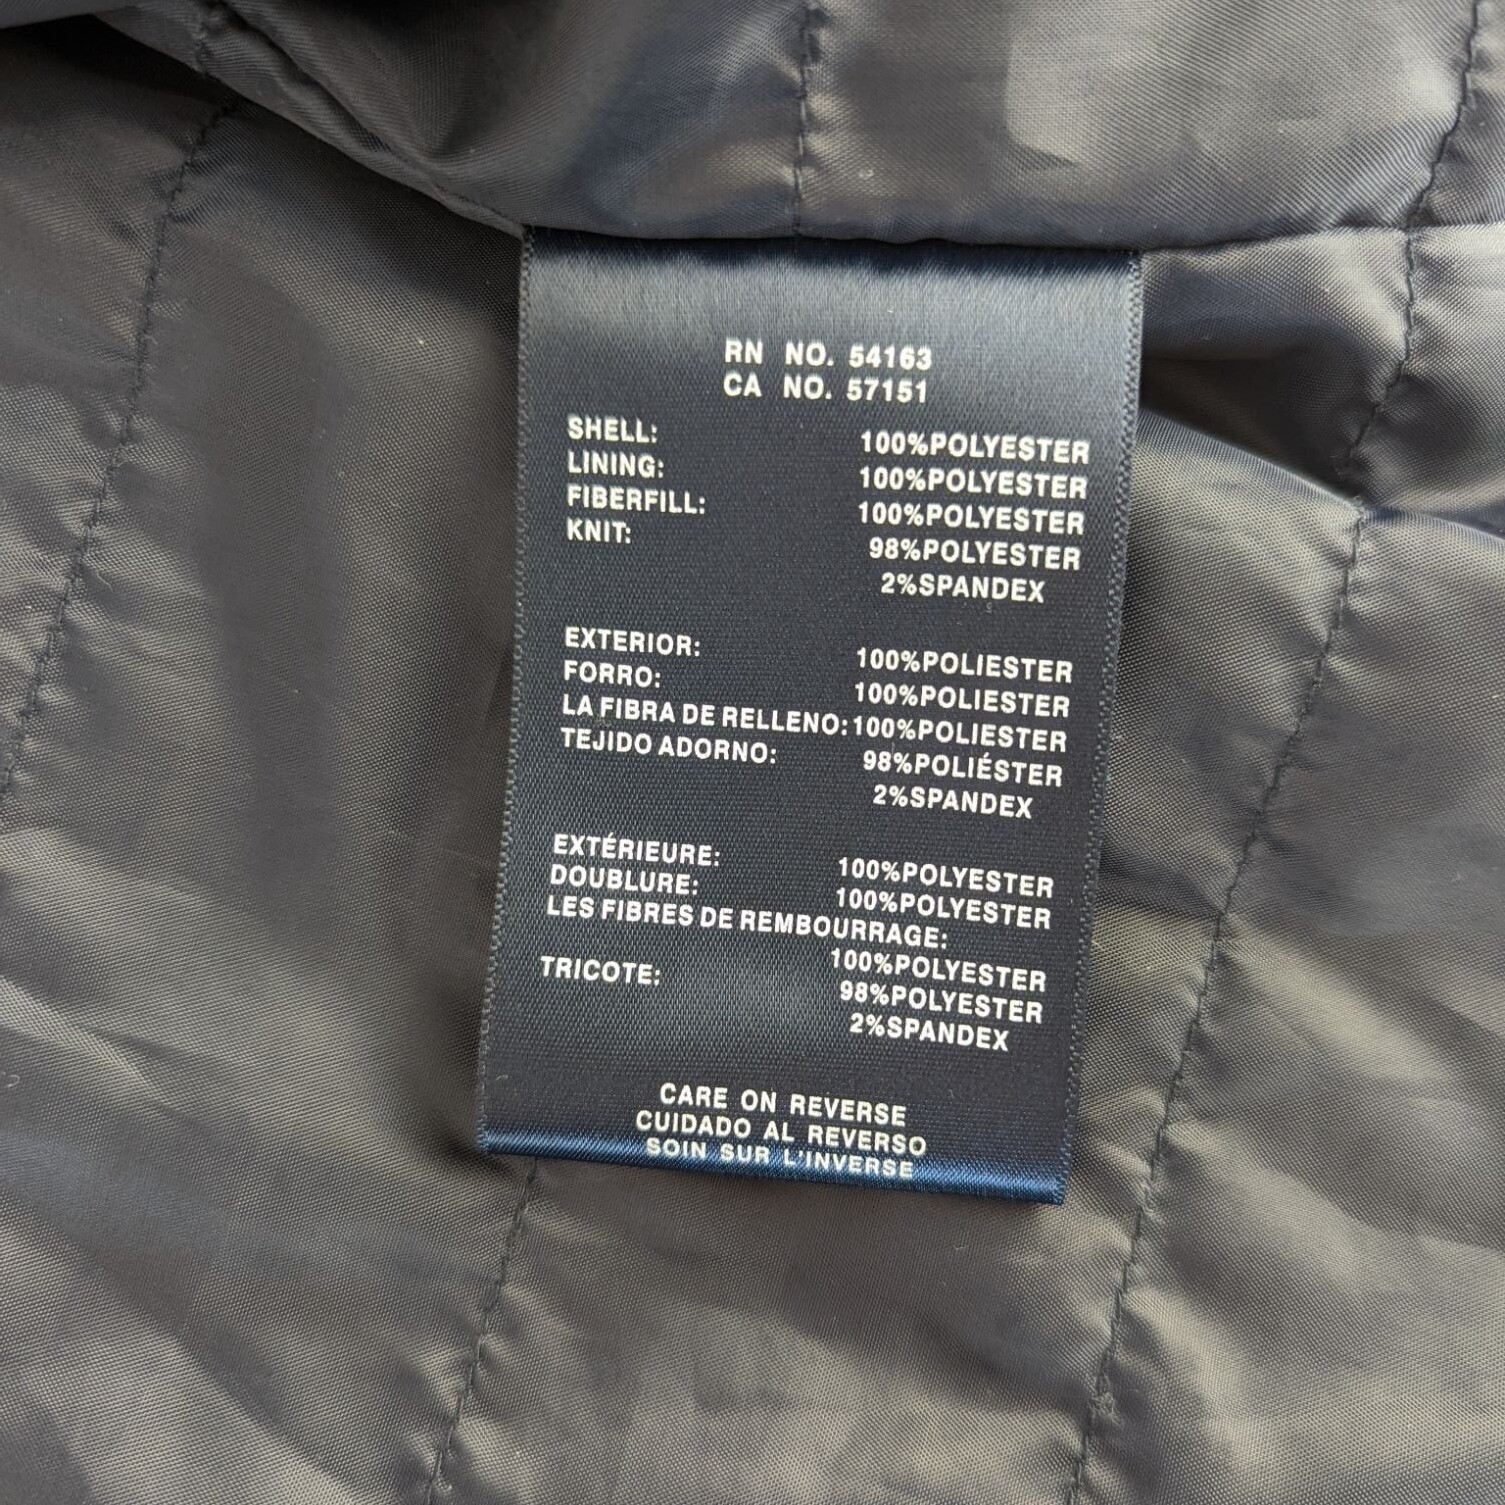 RN NO. 54163
CA NO. 57151
SHELL: 100%POLYESTER
LINING: 100%POLYESTER
FIBERFILL: 100%POLYESTER
KNIT: 98%POLYESTER
2%SPANDEX
EXTERIOR: 100%POLIESTER
FORRO: 100%POLIESTER
LA FIBRA DE RELLENO: 100%POLIESTER
TEJIDO ADORNO: 98%POLIÉSTER
2%SPANDEX
EXTÉRIEURE: 100%POLYESTER
DOUBLURE: 100%POLYESTER
LES FIBRES DE REMBOURRAGE:
100%POLYESTER
TRICOTE: 98%POLYESTER
2%SPANDEX
CARE ON REVERSE
CUIDADO AL REVERSO
SOIN SUR L'INVERSE